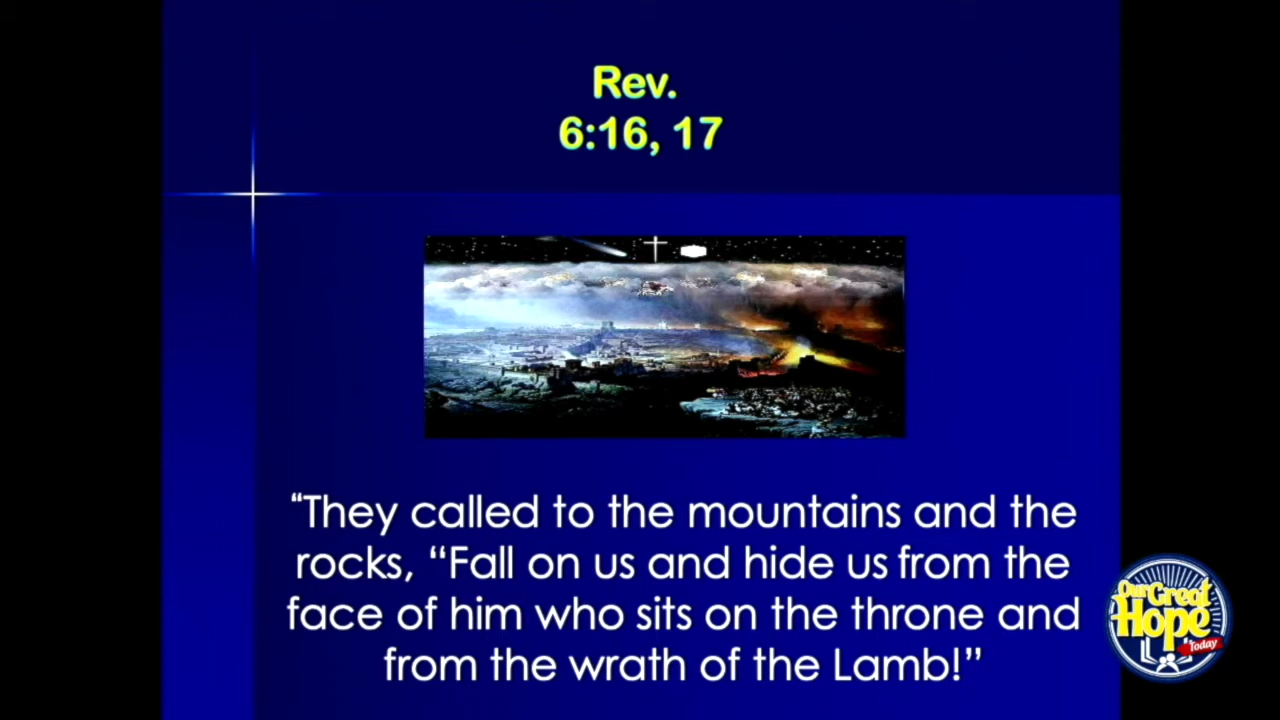 Rev.
6:16, 17
“They called to the mountains and the
rocks, “Fall on us and hide us from the
face of him who sits on the throne and
from the wrath of the Lamb!”
Our Great
Hope
Today